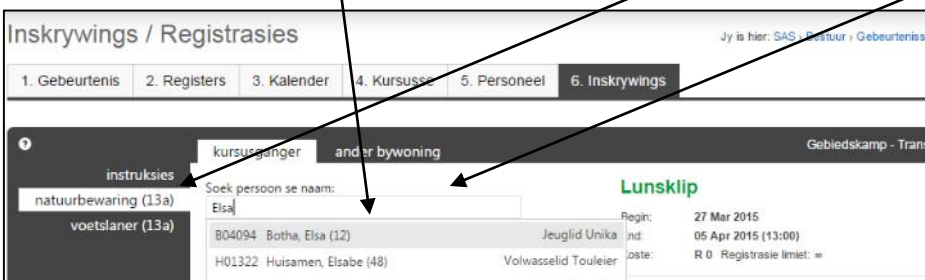 Inskrywings / Registrasies
Jy is hier: SAS › Bestuur › Gebeurteniss
1. Gebeurtenis 2. Registers 3. Kalender 4. Kursusse 5. Personeel 6. Inskrywings
kursusganger ander bywoning
Gebiedskamp - Trans
instruksies
natuurbewaring (13a)
voetslaner (13a)
Soek persoon se naam:
Elsa
B04094 Botha, Elsa (12) Jeuglid Unika
H01322 Huisamen, Elsabe (48) Volwasselid Touleier
Lunsklip
Begin: 27 Mar 2015
End: 05 Apr 2015 (13:00)
Koste: R 0 Registrasie limiet: ∞